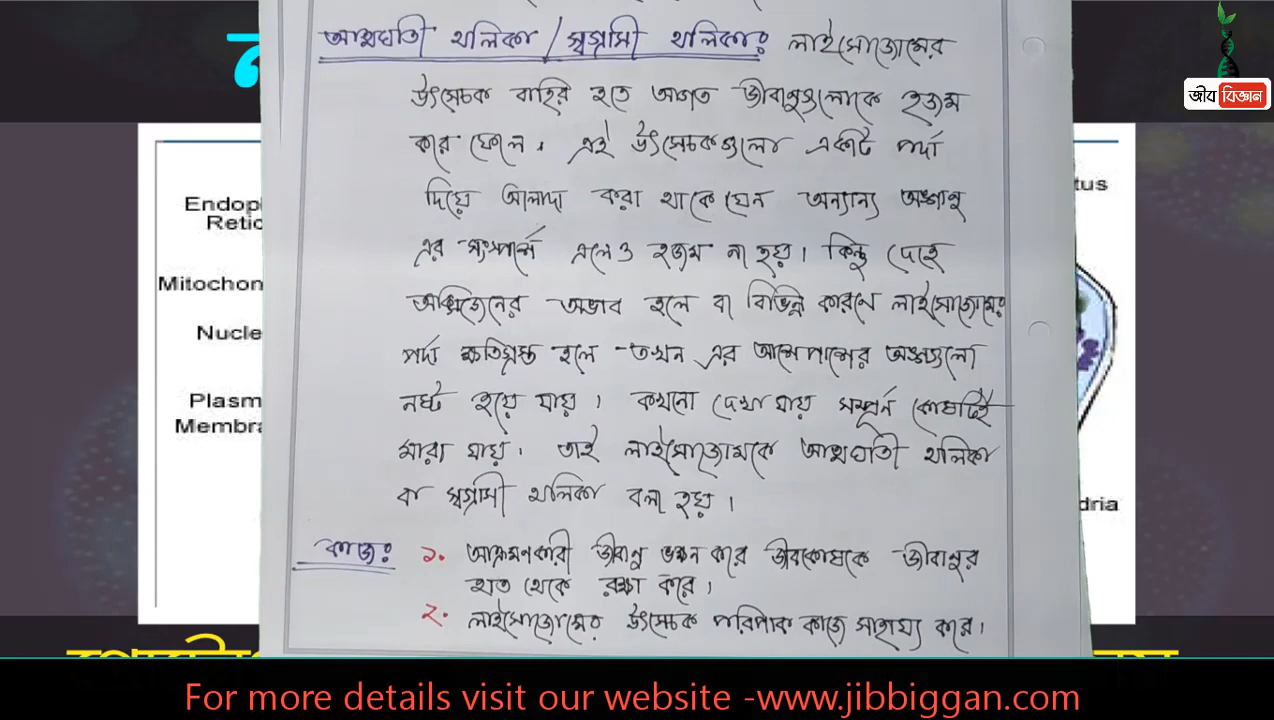 আত্মঘাতী থলিকা/স্বগ্রাসী থলিকাঃ লাইসোজোমের
উৎসেচক বাহির হতে আগত জীবাণুগুলোকে হজম
করে ফেলে। এই উৎসেচকগুলো একটি পর্দা
দিয়ে আলাদা করা থাকে যেন অন্যান্য অঙ্গাণু
এর সংস্পর্শে এলেও হজম না হয়। কিন্তু দেহে
অক্সিজেনের অভাব হলে বা বিভিন্ন কারণে লাইসোজোমের
পর্দা ক্ষতিগ্রস্ত হলে তখন এর আশেপাশের অঙ্গগুলো
নষ্ট হয়ে যায়। কখনো দেখা যায় সম্পূর্ন কোষটিই
মারা যায়। তাই লাইসোজোমকে আত্মঘাতী থলিকা
বা স্বগ্রাসী থলিকা বলা হয়।
কাজঃ ১. আক্রমণকারী জীবাণু ভক্ষন করে জীবকোষকে জীবাণুর
হাত থেকে রক্ষা করে।
২. লাইসোজোমের উৎসেচক পরিপাক কাজে সাহায্য করে।
জীব বিজ্ঞান
Endop
Retic
Mitochon
Nucle
Plasm
Membra
tus
dria
For more details visit our website -www.jibbiggan.com